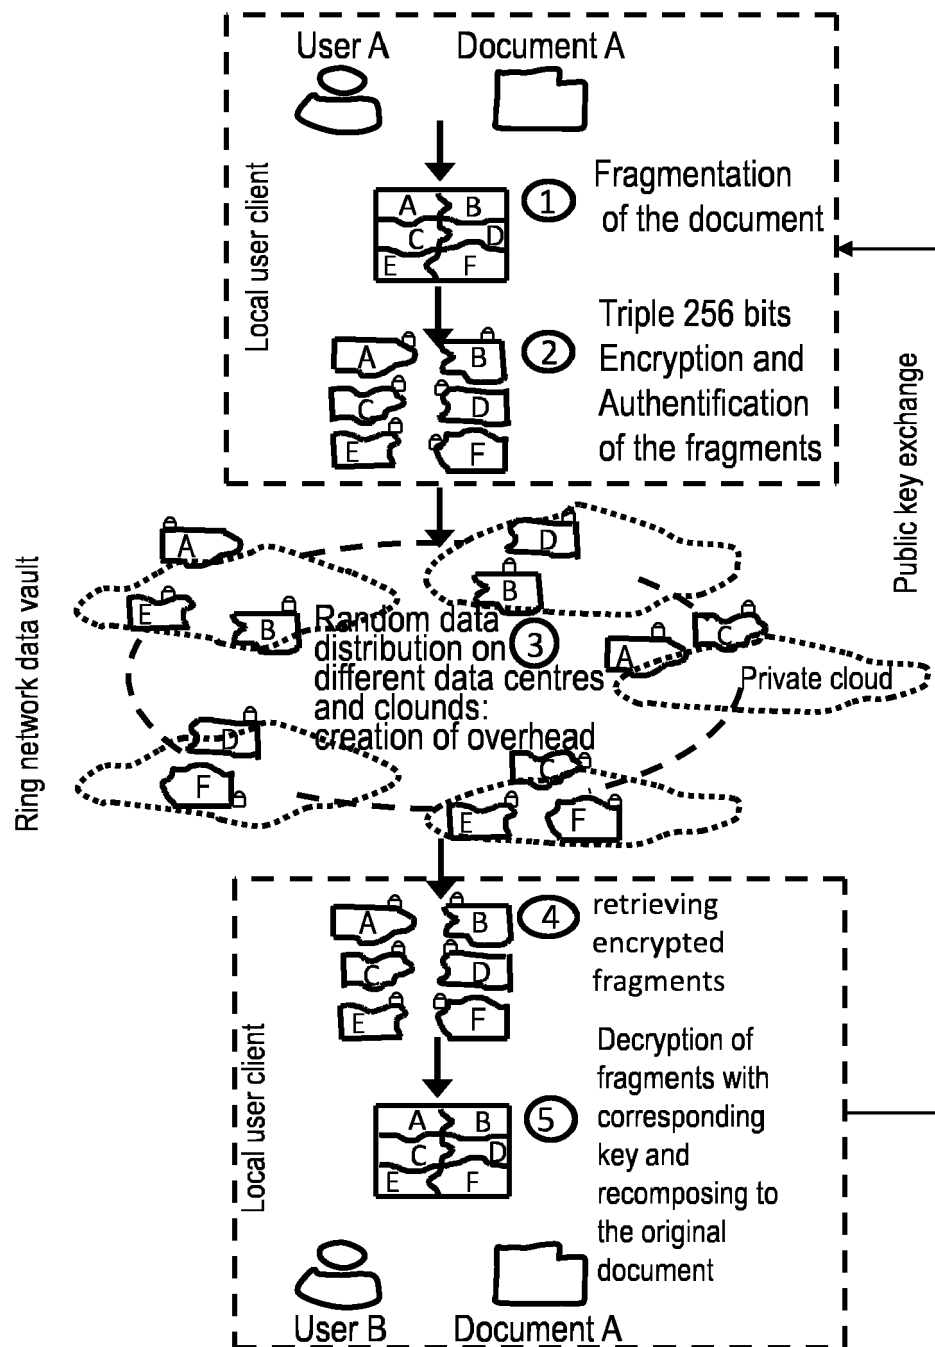 User A
Document A
Local user client
A
B
C
D
E
F
1
Fragmentation
of the document
A
B
C
D
E
F
2
Triple 256 bits
Encryption and
Authentification
of the fragments
Public key exchange
Ring network data vault
A
E
B
D
B
A
C
Private cloud
Random data
distribution on
different data centres
and clounds:
creation of overhead
3
D
F
C
E
F
Local user client
A
B
C
D
E
F
4
retrieving
encrypted
fragments
A
B
C
D
E
F
5
Decryption of
fragments with
corresponding
key and
recomposing to
the original
document
User B
Document A